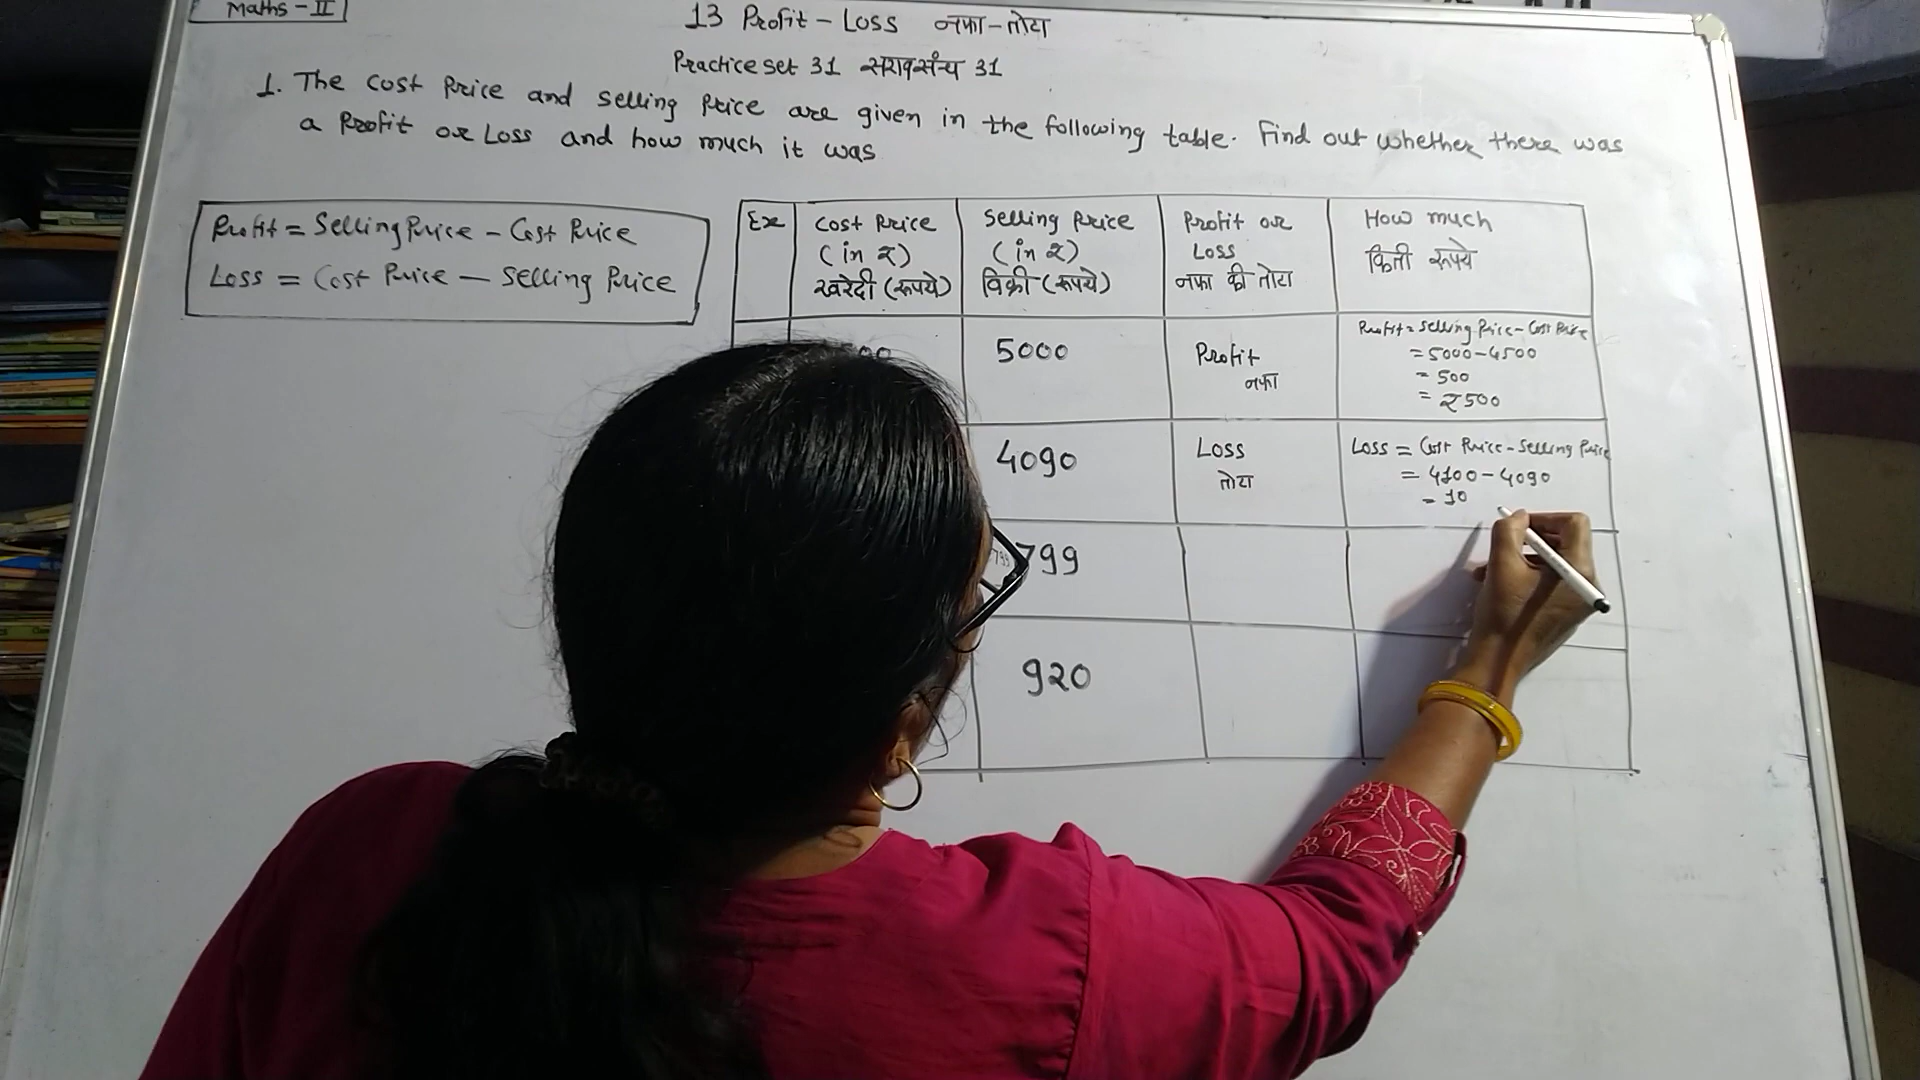 Maths - II
13 Profit - Loss नफा - तोटा
Practice set 31 सरावसंच 31
1. The Cost Price and Selling Price are given in the following table. Find out whether there was
a Profit or Loss and how much it was
Profit = Selling Price - Cost Price
Loss = Cost Price - Selling Price
Ex
Cost Price
(in ₹)
खरेदी (रूपये)
Selling Price
(in ₹)
विक्री (रूपये)
Profit or
Loss
नफा की तोटा
How much
किती रूपये
5000
Profit
नफा
Profit = Selling Price - Cost Price
= 5000 - 4500
= 500
= ₹ 500
4090
Loss
तोटा
Loss = Cost Price - Selling Price
= 4100 - 4090
= 10
799
920